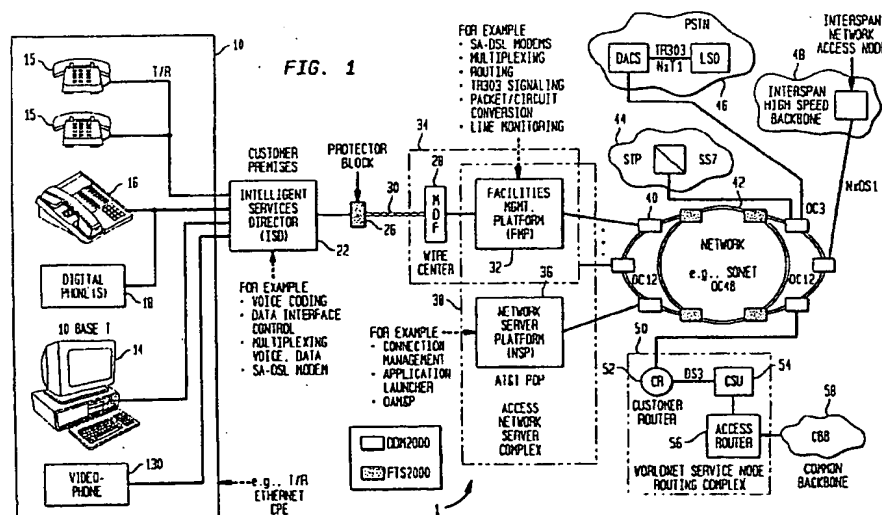 FIG. 1
10
15
T/R
15
16
DIGITAL
PHONE(S)
18
10 BASE T
14
VIDEO-
PHONE
130
e.g., T/R
ETHERNET
CPE
CUSTOMER
PREMISES
INTELLIGENT
SERVICES
DIRECTOR
(ISD)
22
FOR EXAMPLE
• VOICE CODING
• DATA INTERFACE
CONTROL
• MULTIPLEXING
VOICE, DATA
• SA-DSL MODEM
PROTECTOR
BLOCK
26
30
FOR EXAMPLE
• SA-DSL MODEMS
• MULTIPLEXING
• ROUTING
• TR303 SIGNALING
• PACKET/CIRCUIT
CONVERSION
• LINE MONITORING
34
28
MDF
WIRE
CENTER
FACILITIES
MGMT.
PLATFORM
(FMP)
32
36
38
NETWORK
SERVER
PLATFORM
(NSP)
FOR EXAMPLE
• CONNECTION
MANAGEMENT
• APPLICATION
LAUNCHER
• OAM&P
AT&T POP
ACCESS
NETWORK
SERVER
COMPLEX
DDM2000
FTS2000
1
PSTN
DACS
TR303
NxT1
LSO
46
INTERSPAN
NETWORK
ACCESS NODE
48
INTERSPAN
HIGH SPEED
BACKBONE
44
STP
SS7
NxDS1
40
42
OC3
NETWORK
e.g., SONET
OC48
OC12
OC12
50
52
CR
CUSTOMER
ROUTER
DS3
54
CSU
56
ACCESS
ROUTER
WORLDNET SERVICE NODE
ROUTING COMPLEX
58
CBB
COMMON
BACKBONE